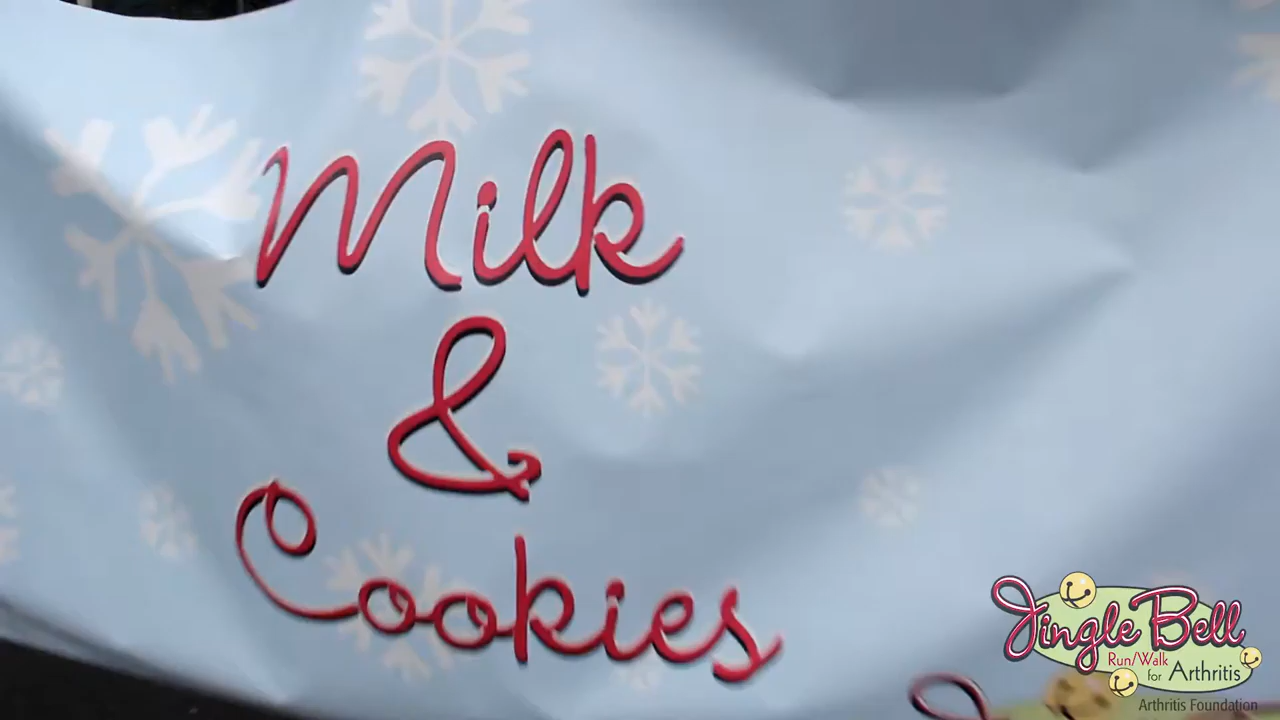 Milk
&
Cookies
Jingle Bell
Run/Walk
for Arthritis
Arthritis Foundation